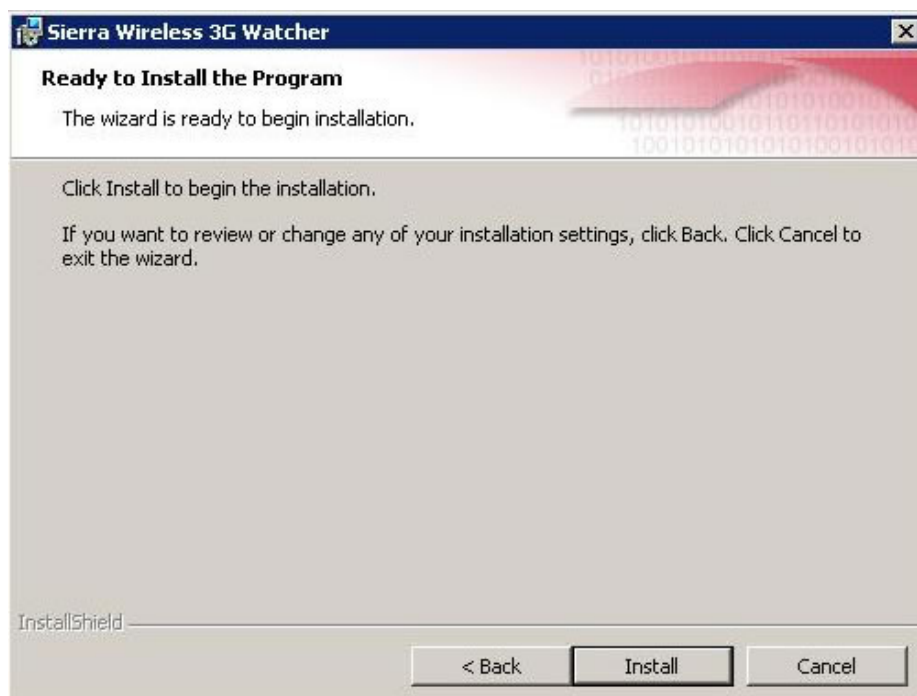 Sierra Wireless 3G Watcher
Ready to Install the Program
The wizard is ready to begin installation.
Click Install to begin the installation.
If you want to review or change any of your installation settings, click Back. Click Cancel to
exit the wizard.
InstallShield
< Back
Install
Cancel